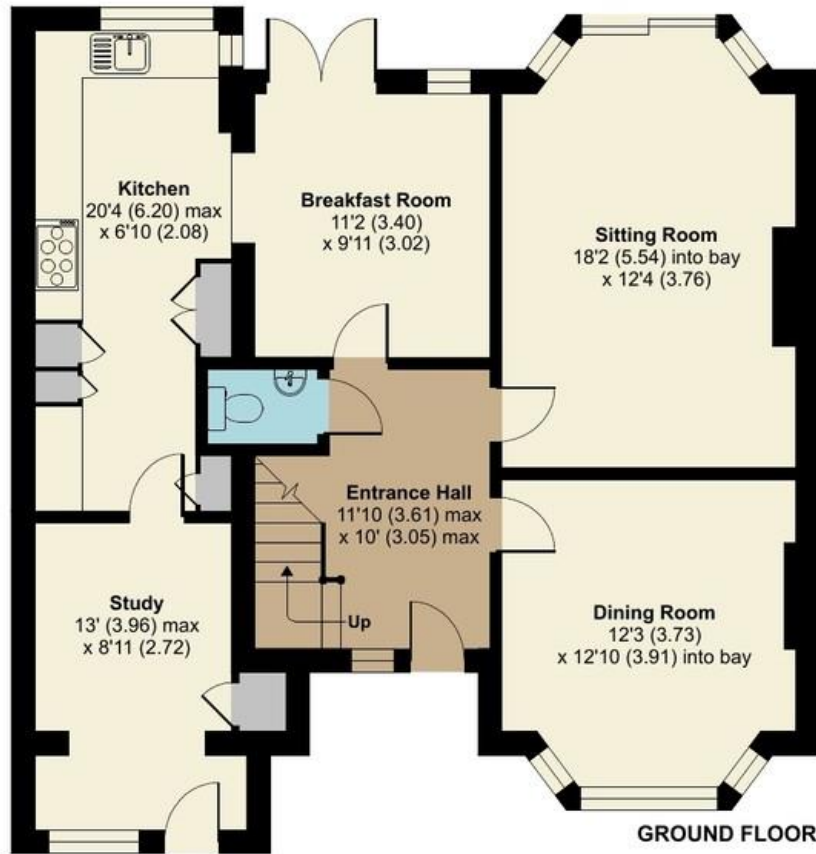 Kitchen
20'4 (6.20) max
x 6'10 (2.08)
Breakfast Room
11'2 (3.40)
x 9'11 (3.02)
Sitting Room
18'2 (5.54) into bay
x 12'4 (3.76)
Entrance Hall
11'10 (3.61) max
x 10' (3.05) max
Up
Study
13' (3.96) max
x 8'11 (2.72)
Dining Room
12'3 (3.73)
x 12'10 (3.91) into bay
GROUND FLOOR